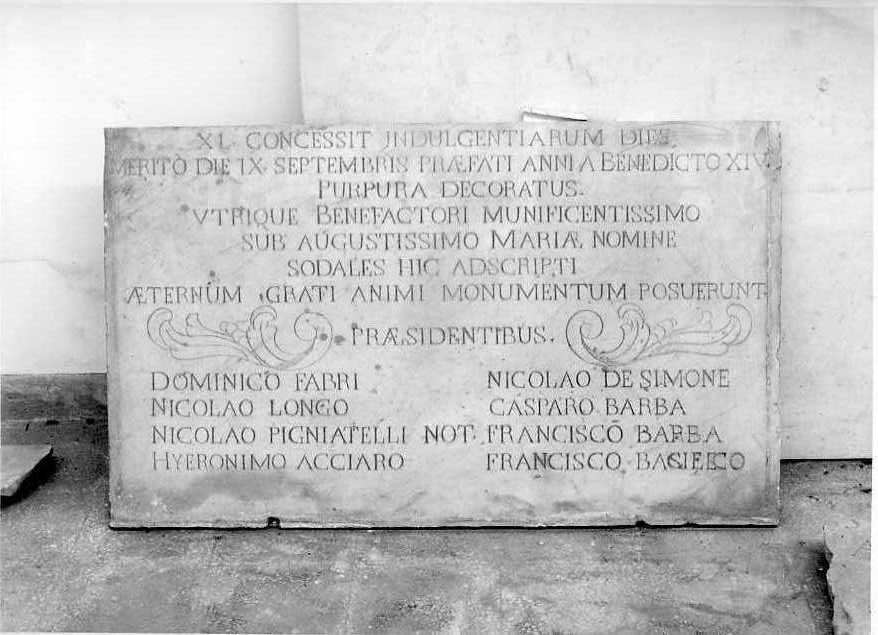 XL CONCESSIT INDULGENTIARUM DIES,
MERITÒ DIE IX. SEPTEMBRIS PRÆFATI ANNI A BENEDICTO XIV.
PURPURA DECORATUS.
VTRIQUE BENEFACTORI MUNIFICENTISSIMO
SUB AUGUSTISSIMO MARIÆ NOMINE
SODALES HIC ADSCRIPTI
ÆTERNUM GRATI ANIMI MONUMENTUM POSUERUNT
PRÆSIDENTIBUS.
DOMINICO FABRI NICOLAO DE SIMONE
NICOLAO LONGO GASPARO BARBA
NICOLAO PIGNIATELLI NOT. FRANCISCO BARBA
HYERONIMO ACCIARO FRANCISCO